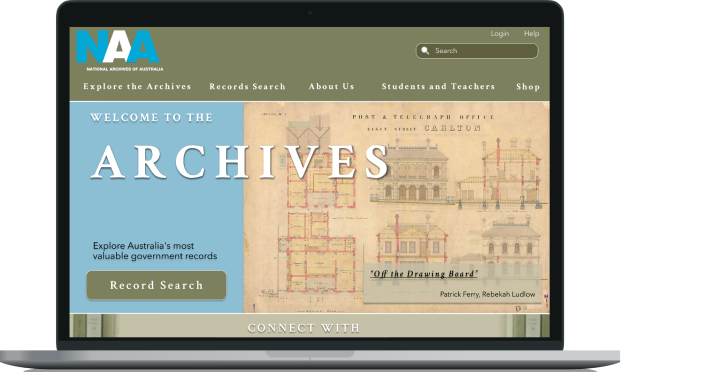 Login Help
NAA
NATIONAL ARCHIVES OF AUSTRALIA
Search
Explore the Archives Records Search About Us Students and Teachers Shop
WELCOME TO THE
ARCHIVES
POST & TELEGRAPH OFFICE
STREET CARLTON
Explore Australia's most
valuable government records
Record Search
"Off the Drawing Board"
Patrick Ferry, Rebekah Ludlow
CONNECT WITH